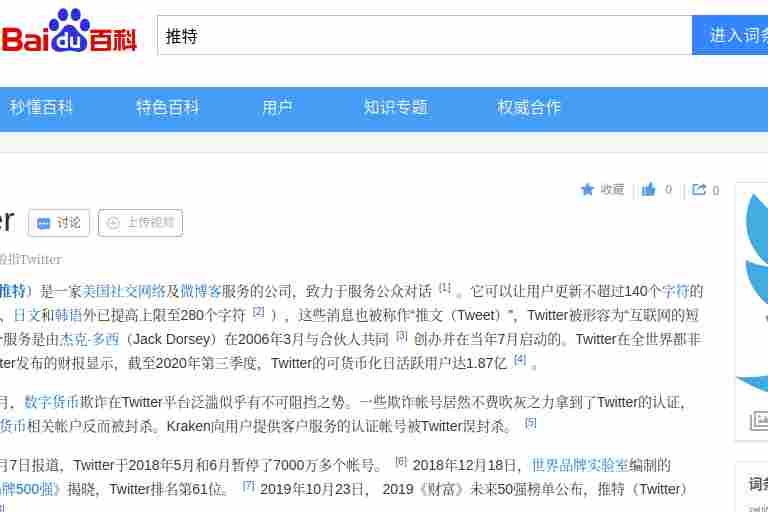 Bai du 百科
推特
进入词条
秒懂百科 特色百科 用户 知识专题 权威合作
收藏 0 0
er 讨论 上传视频
般指Twitter
推特）是一家美国社交网络及微博客服务的公司，致力于服务公众对话 [1] 。它可以让用户更新不超过140个字符的
、日文和韩语外已提高上限至280个字符 [2] ），这些消息也被称作“推文（Tweet）”，Twitter被形容为“互联网的短
服务是由杰克·多西（Jack Dorsey）在2006年3月与合伙人共同 [3] 创办并在当年7月启动的。Twitter在全世界都非
ter发布的财报显示，截至2020年第三季度，Twitter的可货币化日活跃用户达1.87亿 [4] 。
月，数字货币欺诈在Twitter平台泛滥似乎有不可阻挡之势。一些欺诈帐号居然不费吹灰之力拿到了Twitter的认证，
货币相关帐户反而被封杀。Kraken向用户提供客户服务的认证帐号被Twitter误封杀。 [5]
月7日报道，Twitter于2018年5月和6月暂停了7000万多个帐号。 [6] 2018年12月18日，世界品牌实验室编制的
品牌500强》揭晓，Twitter排名第61位。 [7] 2019年10月23日， 2019《财富》未来50强榜单公布，推特（Twitter）
词条